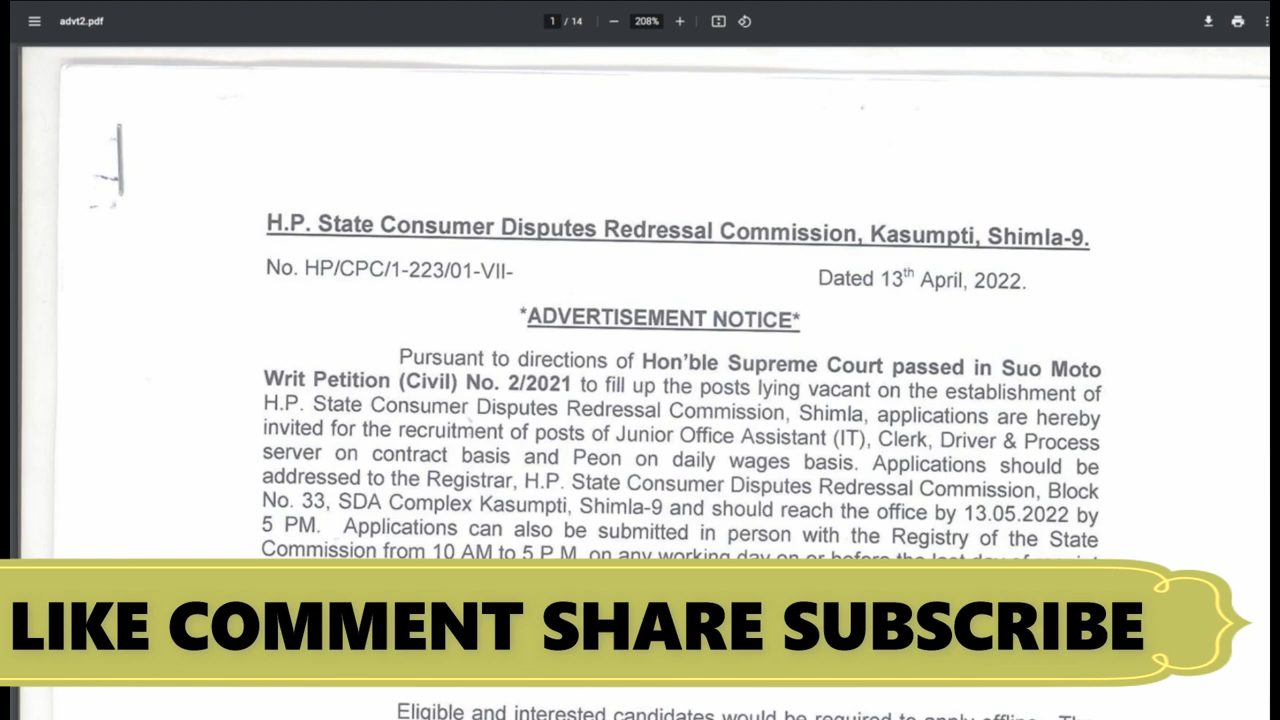 advt2.pdf
1 / 14
208%
H.P. State Consumer Disputes Redressal Commission, Kasumpti, Shimla-9.
No. HP/CPC/1-223/01-VII-
Dated 13th April, 2022.
*ADVERTISEMENT NOTICE*
Pursuant to directions of Hon'ble Supreme Court passed in Suo Moto
Writ Petition (Civil) No. 2/2021 to fill up the posts lying vacant on the establishment of
H.P. State Consumer Disputes Redressal Commission, Shimla, applications are hereby
invited for the recruitment of posts of Junior Office Assistant (IT), Clerk, Driver & Process
server on contract basis and Peon on daily wages basis. Applications should be
addressed to the Registrar, H.P. State Consumer Disputes Redressal Commission, Block
No. 33, SDA Complex Kasumpti, Shimla-9 and should reach the office by 13.05.2022 by
5 PM. Applications can also be submitted in person with the Registry of the State
Commission from 10 AM to 5 P.M. on any working day on or before the last day of
LIKE COMMENT SHARE SUBSCRIBE
Eligible and interested candidates would be required to apply offline. The